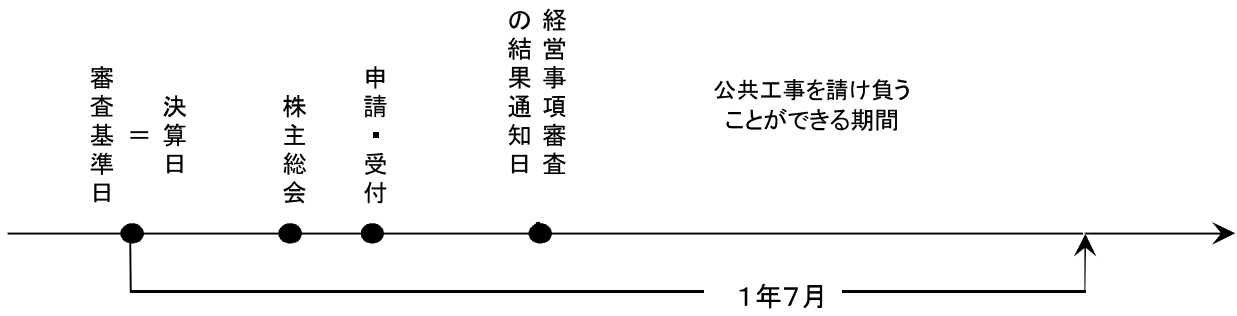 審査基準日
＝
決算日
株主総会
申請・受付
経営事項審査
の結果通知日
公共工事を請け負う
ことができる期間
１年７月